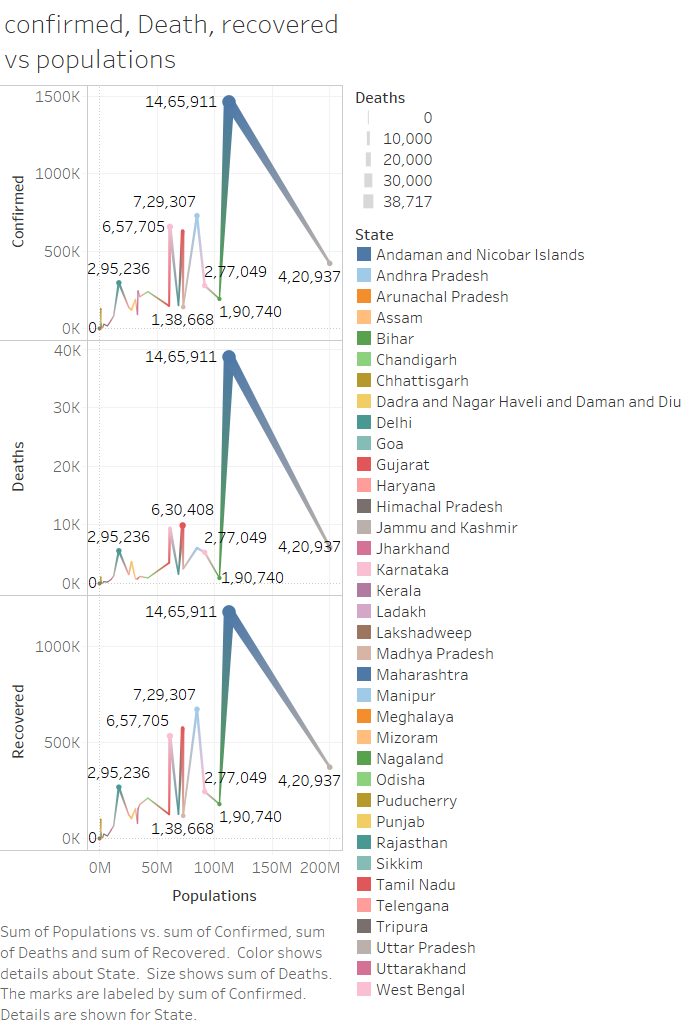 confirmed, Death, recovered
vs populations
1500K
1000K
500K
0K
Confirmed
14,65,911
7,29,307
6,57,705
2,95,236
2,77,049
4,20,937
1,90,740
1,38,668
0
40K
30K
20K
10K
0K
Deaths
14,65,911
6,30,408
2,95,236
2,77,049
4,20,937
1,90,740
0
1000K
500K
0K
Recovered
14,65,911
7,29,307
6,57,705
2,95,236
2,77,049
4,20,937
1,90,740
1,38,668
0
0M 50M 100M 150M 200M
Populations
Deaths
0
10,000
20,000
30,000
38,717
State
Andaman and Nicobar Islands
Andhra Pradesh
Arunachal Pradesh
Assam
Bihar
Chandigarh
Chhattisgarh
Dadra and Nagar Haveli and Daman and Diu
Delhi
Goa
Gujarat
Haryana
Himachal Pradesh
Jammu and Kashmir
Jharkhand
Karnataka
Kerala
Ladakh
Lakshadweep
Madhya Pradesh
Maharashtra
Manipur
Meghalaya
Mizoram
Nagaland
Odisha
Puducherry
Punjab
Rajasthan
Sikkim
Tamil Nadu
Telengana
Tripura
Uttar Pradesh
Uttarakhand
West Bengal
Sum of Populations vs. sum of Confirmed, sum
of Deaths and sum of Recovered. Color shows
details about State. Size shows sum of Deaths.
The marks are labeled by sum of Confirmed.
Details are shown for State.